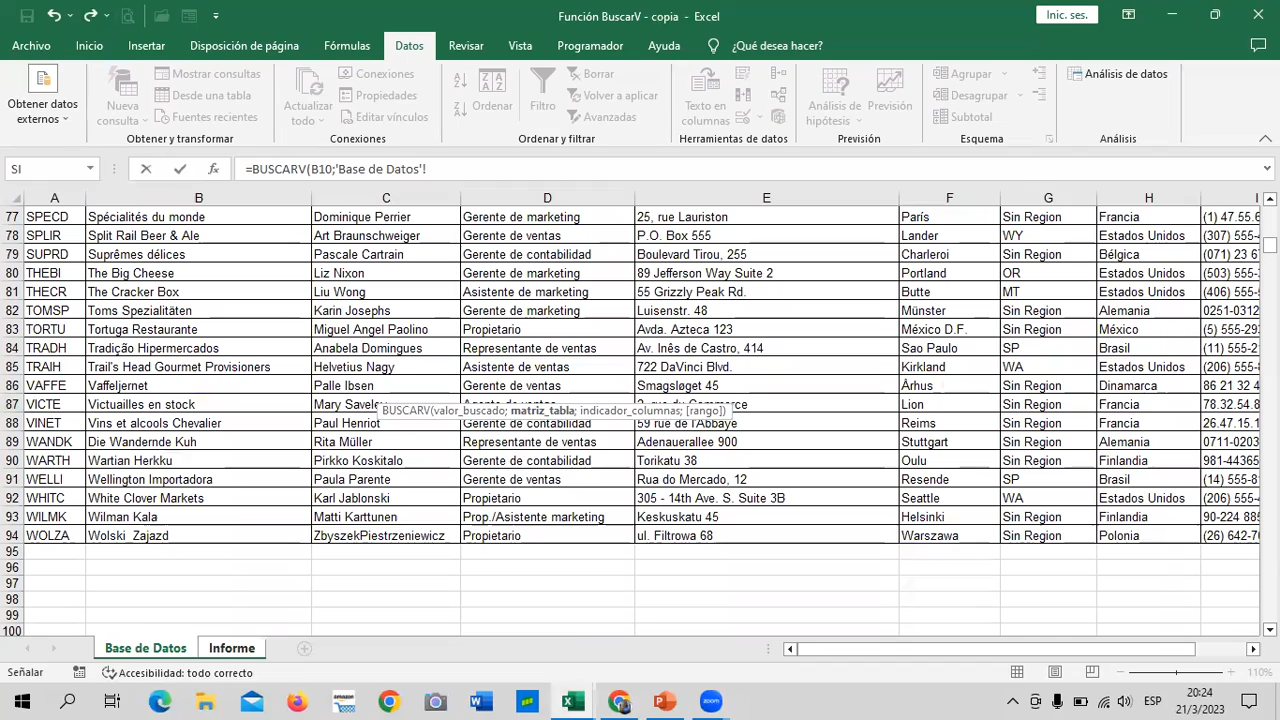 Función BuscarV - copia - Excel
Inic. ses.
Archivo Inicio Insertar Disposición de página Fórmulas Datos Revisar Vista Programador Ayuda ¿Qué desea hacer?
Obtener datos externos
Nueva consulta
Mostrar consultas
Desde una tabla
Fuentes recientes
Obtener y transformar
Actualizar todo
Conexiones
Propiedades
Editar vínculos
Conexiones
Ordenar
Filtro
Borrar
Volver a aplicar
Avanzadas
Ordenar y filtrar
Texto en columnas
Herramientas de datos
Análisis de hipótesis
Previsión
Previsión
Agrupar
Desagrupar
Subtotal
Esquema
Análisis de datos
Análisis
SI
fx
=BUSCARV(B10;'Base de Datos'!
A B C D E F G H I
77 SPECD Spécialités du monde Dominique Perrier Gerente de marketing 25, rue Lauriston París Sin Region Francia (1) 47.55.6
78 SPLIR Split Rail Beer & Ale Art Braunschweiger Gerente de ventas P.O. Box 555 Lander WY Estados Unidos (307) 555-
79 SUPRD Suprêmes délices Pascale Cartrain Gerente de contabilidad Boulevard Tirou, 255 Charleroi Sin Region Bélgica (071) 23 6
80 THEBI The Big Cheese Liz Nixon Gerente de marketing 89 Jefferson Way Suite 2 Portland OR Estados Unidos (503) 555-
81 THECR The Cracker Box Liu Wong Asistente de marketing 55 Grizzly Peak Rd. Butte MT Estados Unidos (406) 555-
82 TOMSP Toms Spezialitäten Karin Josephs Gerente de marketing Luisenstr. 48 Münster Sin Region Alemania 0251-0312
83 TORTU Tortuga Restaurante Miguel Angel Paolino Propietario Avda. Azteca 123 México D.F. Sin Region México (5) 555-29
84 TRADH Tradição Hipermercados Anabela Domingues Representante de ventas Av. Inês de Castro, 414 Sao Paulo SP Brasil (11) 555-2
85 TRAIH Trail's Head Gourmet Provisioners Helvetius Nagy Asistente de ventas 722 DaVinci Blvd. Kirkland WA Estados Unidos (206) 555-
86 VAFFE Vaffeljernet Palle Ibsen Gerente de ventas Smagsløget 45 Århus Sin Region Dinamarca 86 21 32 4
87 VICTE Victuailles en stock Mary Saveley Agente de ventas 2, rue du Commerce Lion Sin Region Francia 78.32.54.8
BUSCARV(valor_buscado; matriz_tabla; indicador_columnas; [rango])
88 VINET Vins et alcools Chevalier Paul Henriot Gerente de contabilidad 59 rue de l'Abbaye Reims Sin Region Francia 26.47.15.1
89 WANDK Die Wandernde Kuh Rita Müller Representante de ventas Adenauerallee 900 Stuttgart Sin Region Alemania 0711-0203
90 WARTH Wartian Herkku Pirkko Koskitalo Gerente de contabilidad Torikatu 38 Oulu Sin Region Finlandia 981-44365
91 WELLI Wellington Importadora Paula Parente Gerente de ventas Rua do Mercado, 12 Resende SP Brasil (14) 555-8
92 WHITC White Clover Markets Karl Jablonski Propietario 305 - 14th Ave. S. Suite 3B Seattle WA Estados Unidos (206) 555-
93 WILMK Wilman Kala Matti Karttunen Prop./Asistente marketing Keskuskatu 45 Helsinki Sin Region Finlandia 90-224 88
94 WOLZA Wolski Zajazd ZbyszekPiestrzeniewicz Propietario ul. Filtrowa 68 Warszawa Sin Region Polonia (26) 642-7
95
96
97
98
99
100
Base de Datos Informe
Señalar Accesibilidad: todo correcto 110%
ESP 20:24
21/3/2023